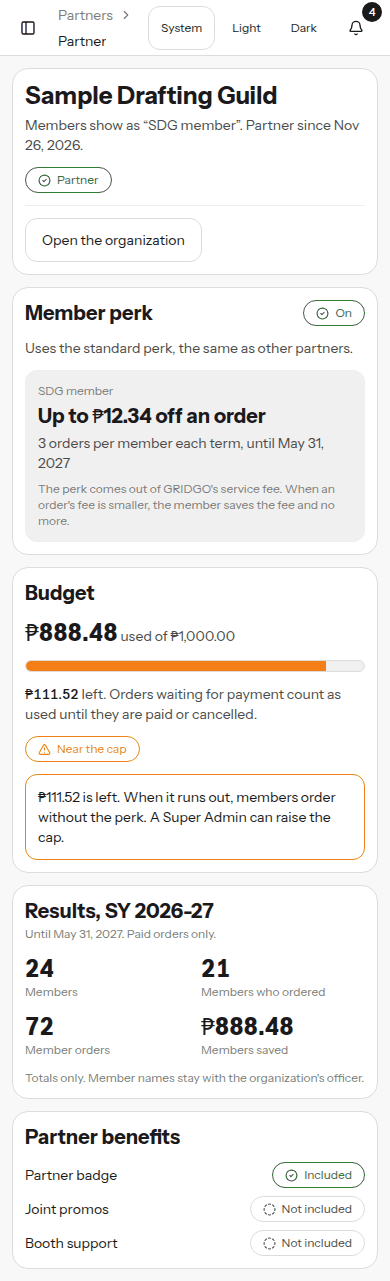 Partners >
Partner
System
Light
Dark
4
Sample Drafting Guild
Members show as “SDG member”. Partner since Nov
26, 2026.
Partner
Open the organization
Member perk
On
Uses the standard perk, the same as other partners.
SDG member
Up to ₱12.34 off an order
3 orders per member each term, until May 31,
2027
The perk comes out of GRIDGO's service fee. When an
order's fee is smaller, the member saves the fee and no
more.
Budget
₱888.48 used of ₱1,000.00
₱111.52 left. Orders waiting for payment count as
used until they are paid or cancelled.
Near the cap
₱111.52 is left. When it runs out, members order
without the perk. A Super Admin can raise the
cap.
Results, SY 2026-27
Until May 31, 2027. Paid orders only.
24
Members
21
Members who ordered
72
Member orders
₱888.48
Members saved
Totals only. Member names stay with the organization's officer.
Partner benefits
Partner badge
Included
Joint promos
Not included
Booth support
Not included